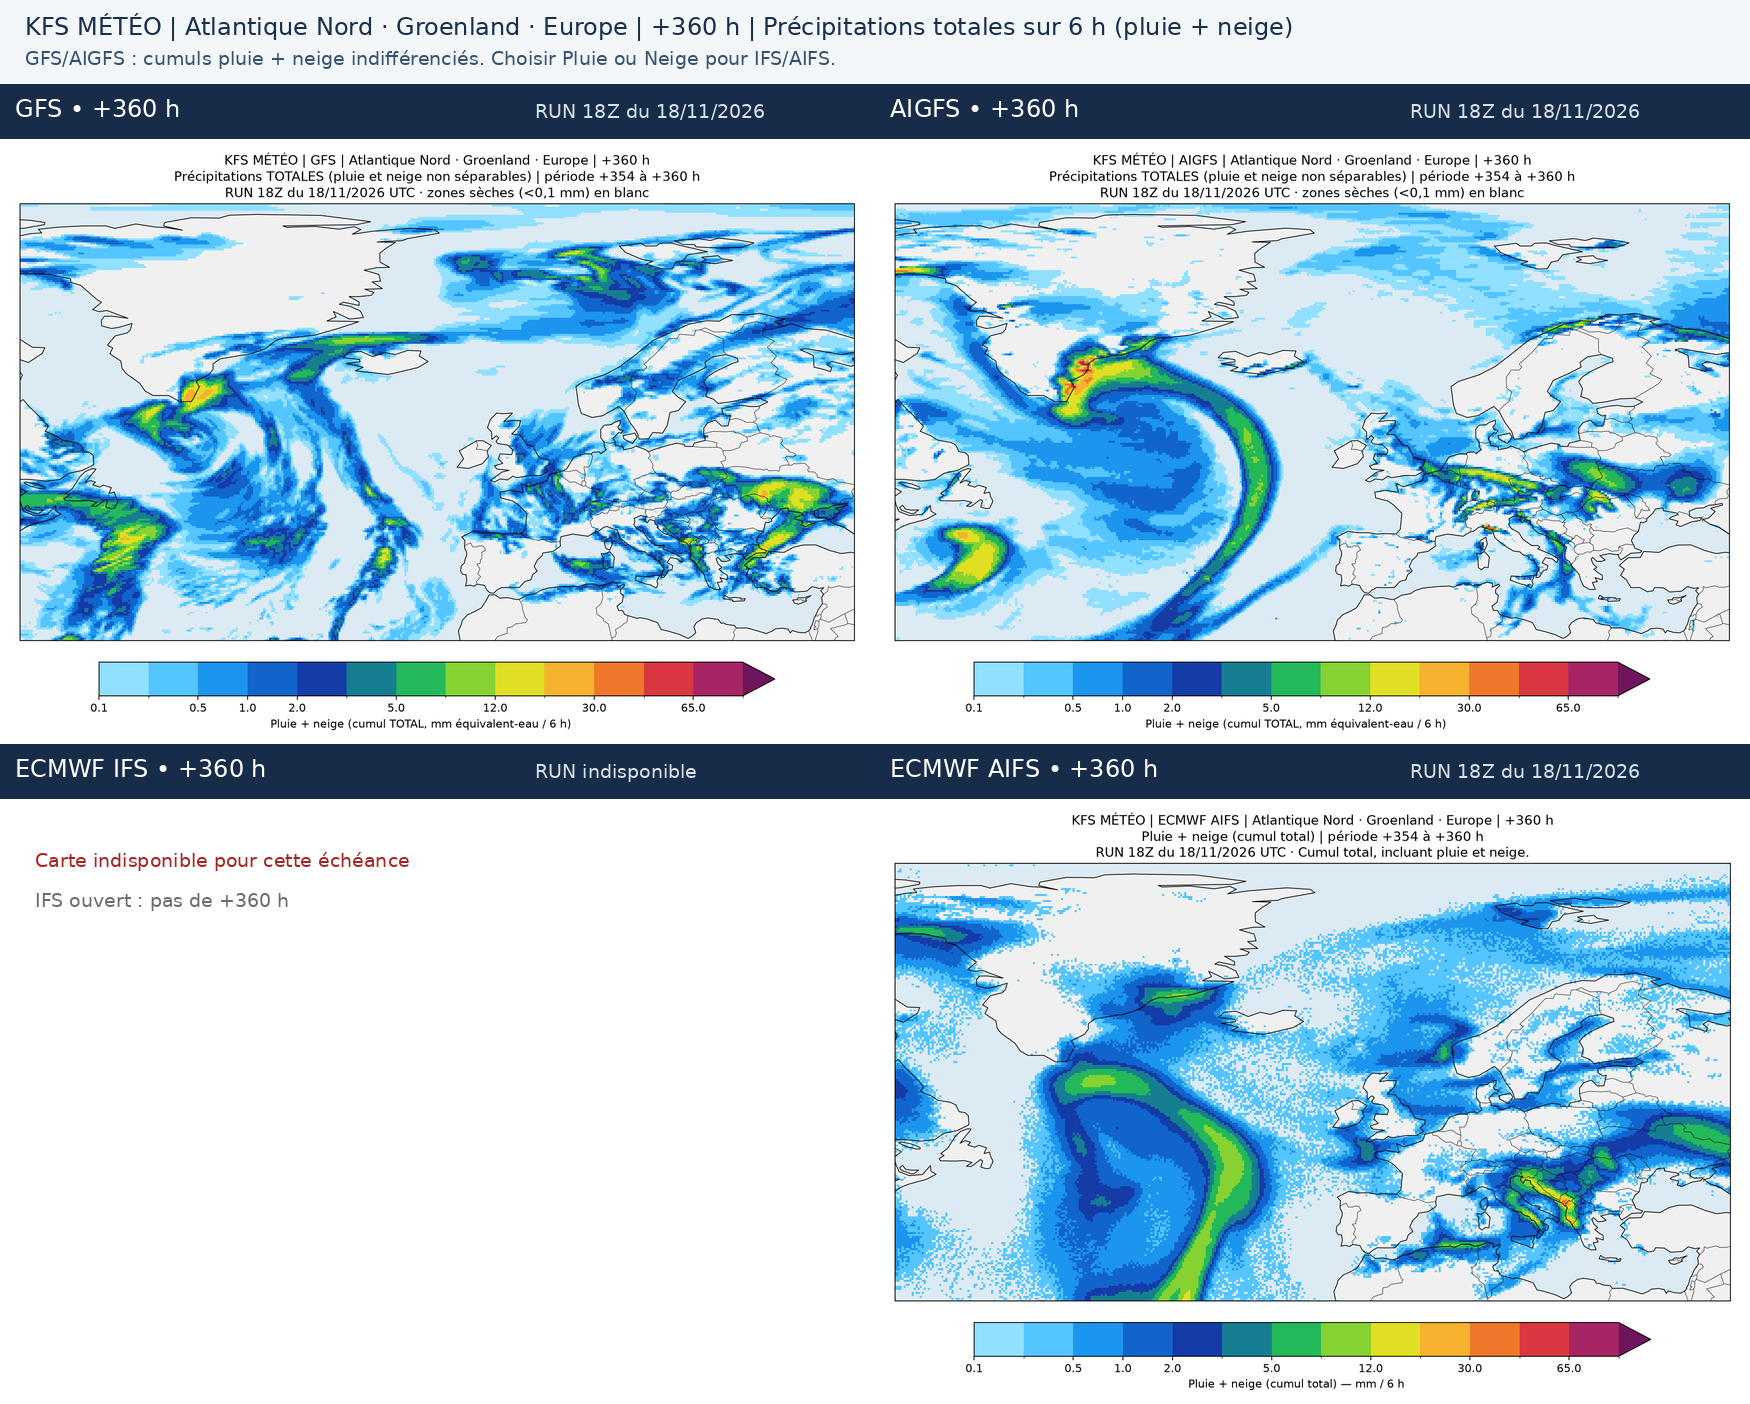 KFS MÉTÉO | Atlantique Nord · Groenland · Europe | +360 h | Précipitations totales sur 6 h (pluie + neige)
GFS/AIGFS : cumuls pluie + neige indifférenciés. Choisir Pluie ou Neige pour IFS/AIFS.
GFS • +360 h
RUN 18Z du 18/11/2026
KFS MÉTÉO | GFS | Atlantique Nord · Groenland · Europe | +360 h
Précipitations TOTALES (pluie et neige non séparables) | période +354 à +360 h
RUN 18Z du 18/11/2026 UTC · zones sèches (<0,1 mm) en blanc
0.1 0.5 1.0 2.0 5.0 12.0 30.0 65.0
Pluie + neige (cumul TOTAL, mm équivalent-eau / 6 h)
AIGFS • +360 h
RUN 18Z du 18/11/2026
KFS MÉTÉO | AIGFS | Atlantique Nord · Groenland · Europe | +360 h
Précipitations TOTALES (pluie et neige non séparables) | période +354 à +360 h
RUN 18Z du 18/11/2026 UTC · zones sèches (<0,1 mm) en blanc
0.1 0.5 1.0 2.0 5.0 12.0 30.0 65.0
Pluie + neige (cumul TOTAL, mm équivalent-eau / 6 h)
ECMWF IFS • +360 h
RUN indisponible
Carte indisponible pour cette échéance
IFS ouvert : pas de +360 h
ECMWF AIFS • +360 h
RUN 18Z du 18/11/2026
KFS MÉTÉO | ECMWF AIFS | Atlantique Nord · Groenland · Europe | +360 h
Pluie + neige (cumul total) | période +354 à +360 h
RUN 18Z du 18/11/2026 UTC · Cumul total, incluant pluie et neige.
0.1 0.5 1.0 2.0 5.0 12.0 30.0 65.0
Pluie + neige (cumul total) — mm / 6 h